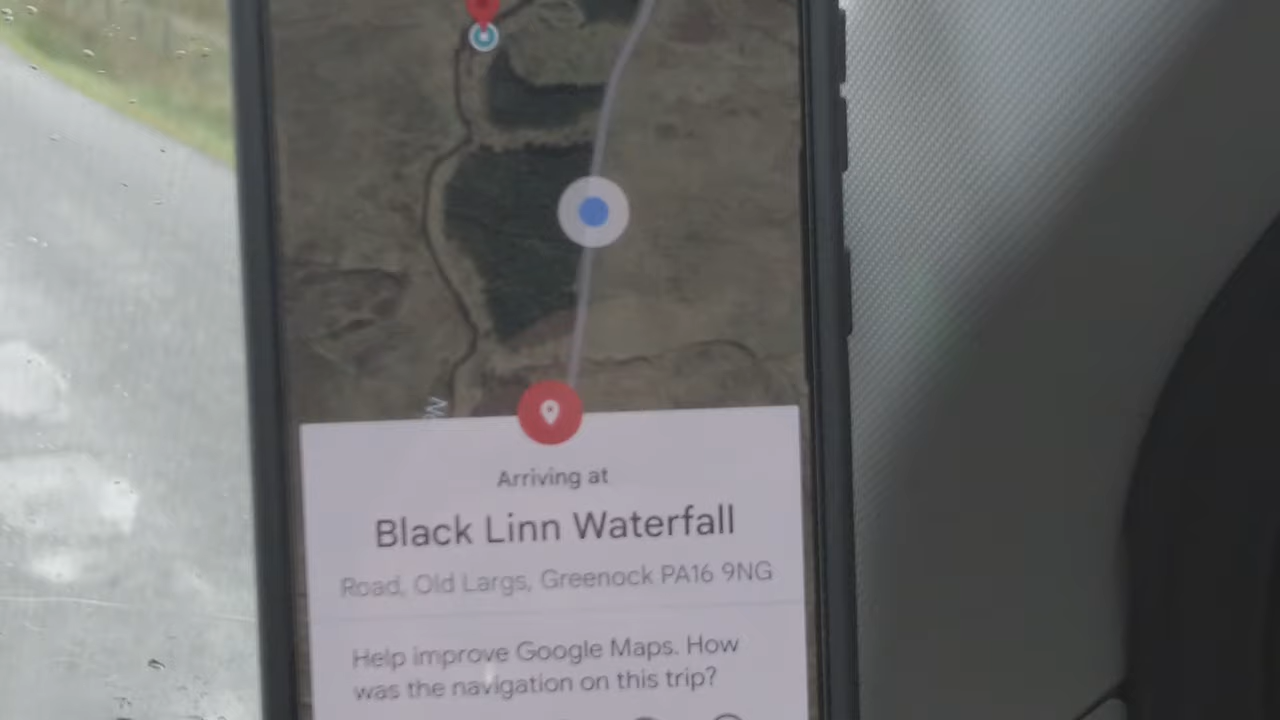 Arriving at
Black Linn Waterfall
Road, Old Largs, Greenock PA16 9NG
Help improve Google Maps. How
was the navigation on this trip?